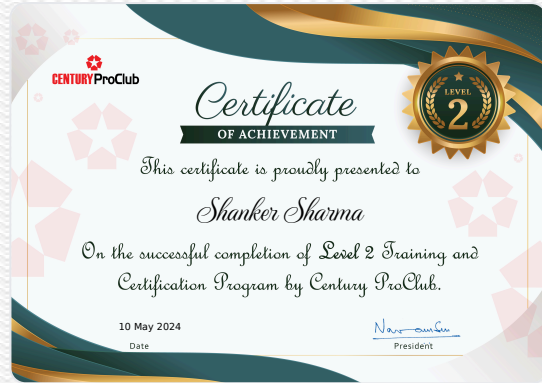 CENTURY ProClub
Certificate
OF ACHIEVEMENT
LEVEL
2
This certificate is proudly presented to
Shanker Sharma
On the successful completion of Level 2 Training and
Certification Program by Century ProClub.
10 May 2024
Date
President